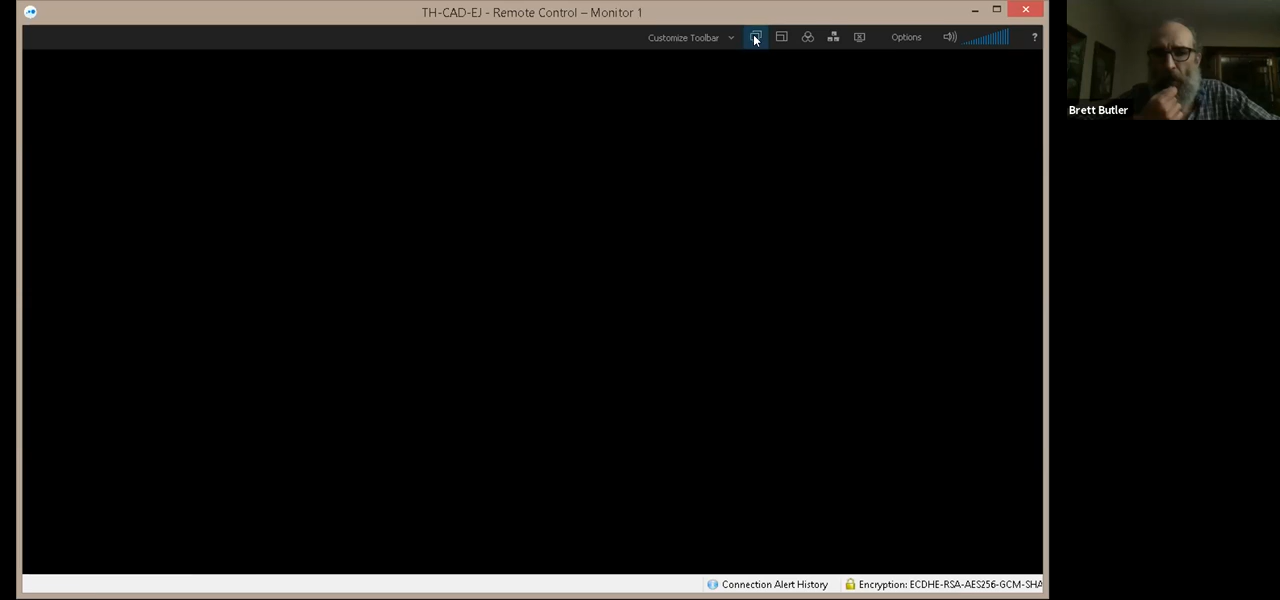 TH-CAD-EJ - Remote Control – Monitor 1
Customize Toolbar
Options
?
Brett Butler
Connection Alert History
Encryption: ECDHE-RSA-AES256-GCM-SHA